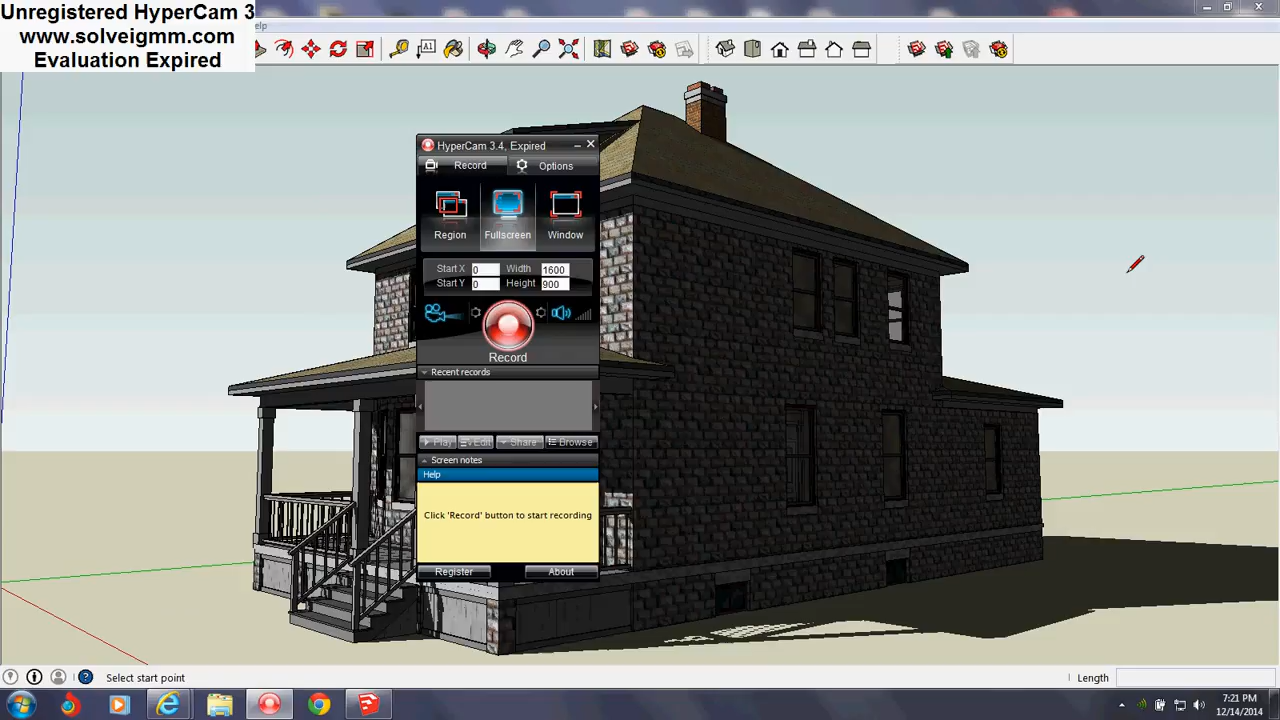 Unregistered HyperCam 3
www.solveigmm.com
Evaluation Expired
elp
A1
HyperCam 3.4, Expired
Record
Options
Region
Fullscreen
Window
Start X 0 Width 1600
Start Y 0 Height 900
Record
Recent records
Play Edit Share Browse
Screen notes
Help
Click 'Record' button to start recording
Register
About
Select start point
Length
7:21 PM
12/14/2014